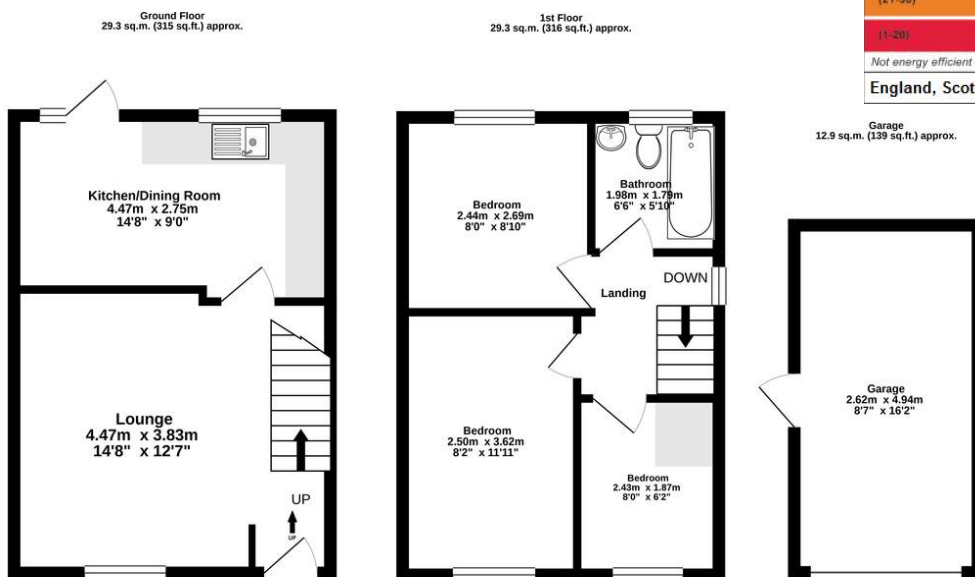 Ground Floor
29.3 sq.m. (315 sq.ft.) approx.
Kitchen/Dining Room
4.47m x 2.75m
14'8" x 9'0"
Lounge
4.47m x 3.83m
14'8" x 12'7"
UP
UP
1st Floor
29.3 sq.m. (316 sq.ft.) approx.
Bedroom
2.44m x 2.69m
8'0" x 8'10"
Bathroom
1.98m x 1.79m
6'6" x 5'10"
DOWN
Landing
Bedroom
2.50m x 3.62m
8'2" x 11'11"
Bedroom
2.43m x 1.87m
8'0" x 6'2"
(1-20)
Not energy efficient
England, Scot
Garage
12.9 sq.m. (139 sq.ft.) approx.
Garage
2.62m x 4.94m
8'7" x 16'2"